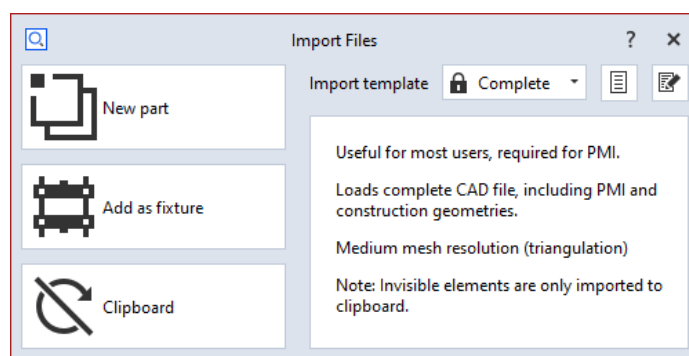 Import Files ?
New part
Add as fixture
Clipboard
Import template Complete
Useful for most users, required for PMI.
Loads complete CAD file, including PMI and
construction geometries.
Medium mesh resolution (triangulation)
Note: Invisible elements are only imported to
clipboard.